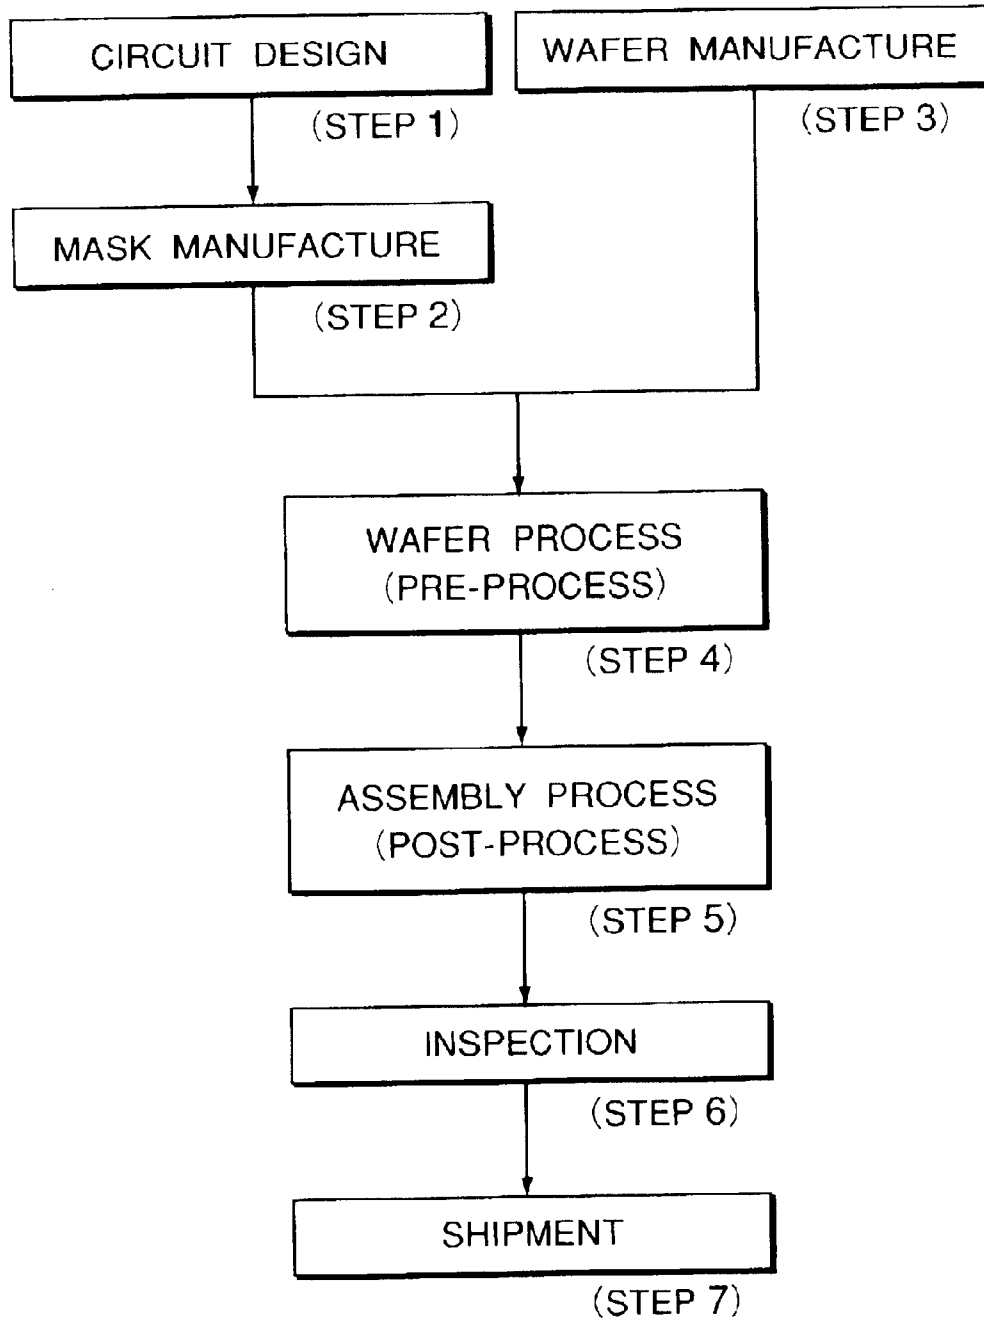 CIRCUIT DESIGN
(STEP 1)
WAFER MANUFACTURE
(STEP 3)
MASK MANUFACTURE
(STEP 2)
WAFER PROCESS
(PRE-PROCESS)
(STEP 4)
ASSEMBLY PROCESS
(POST-PROCESS)
(STEP 5)
INSPECTION
(STEP 6)
SHIPMENT
(STEP 7)